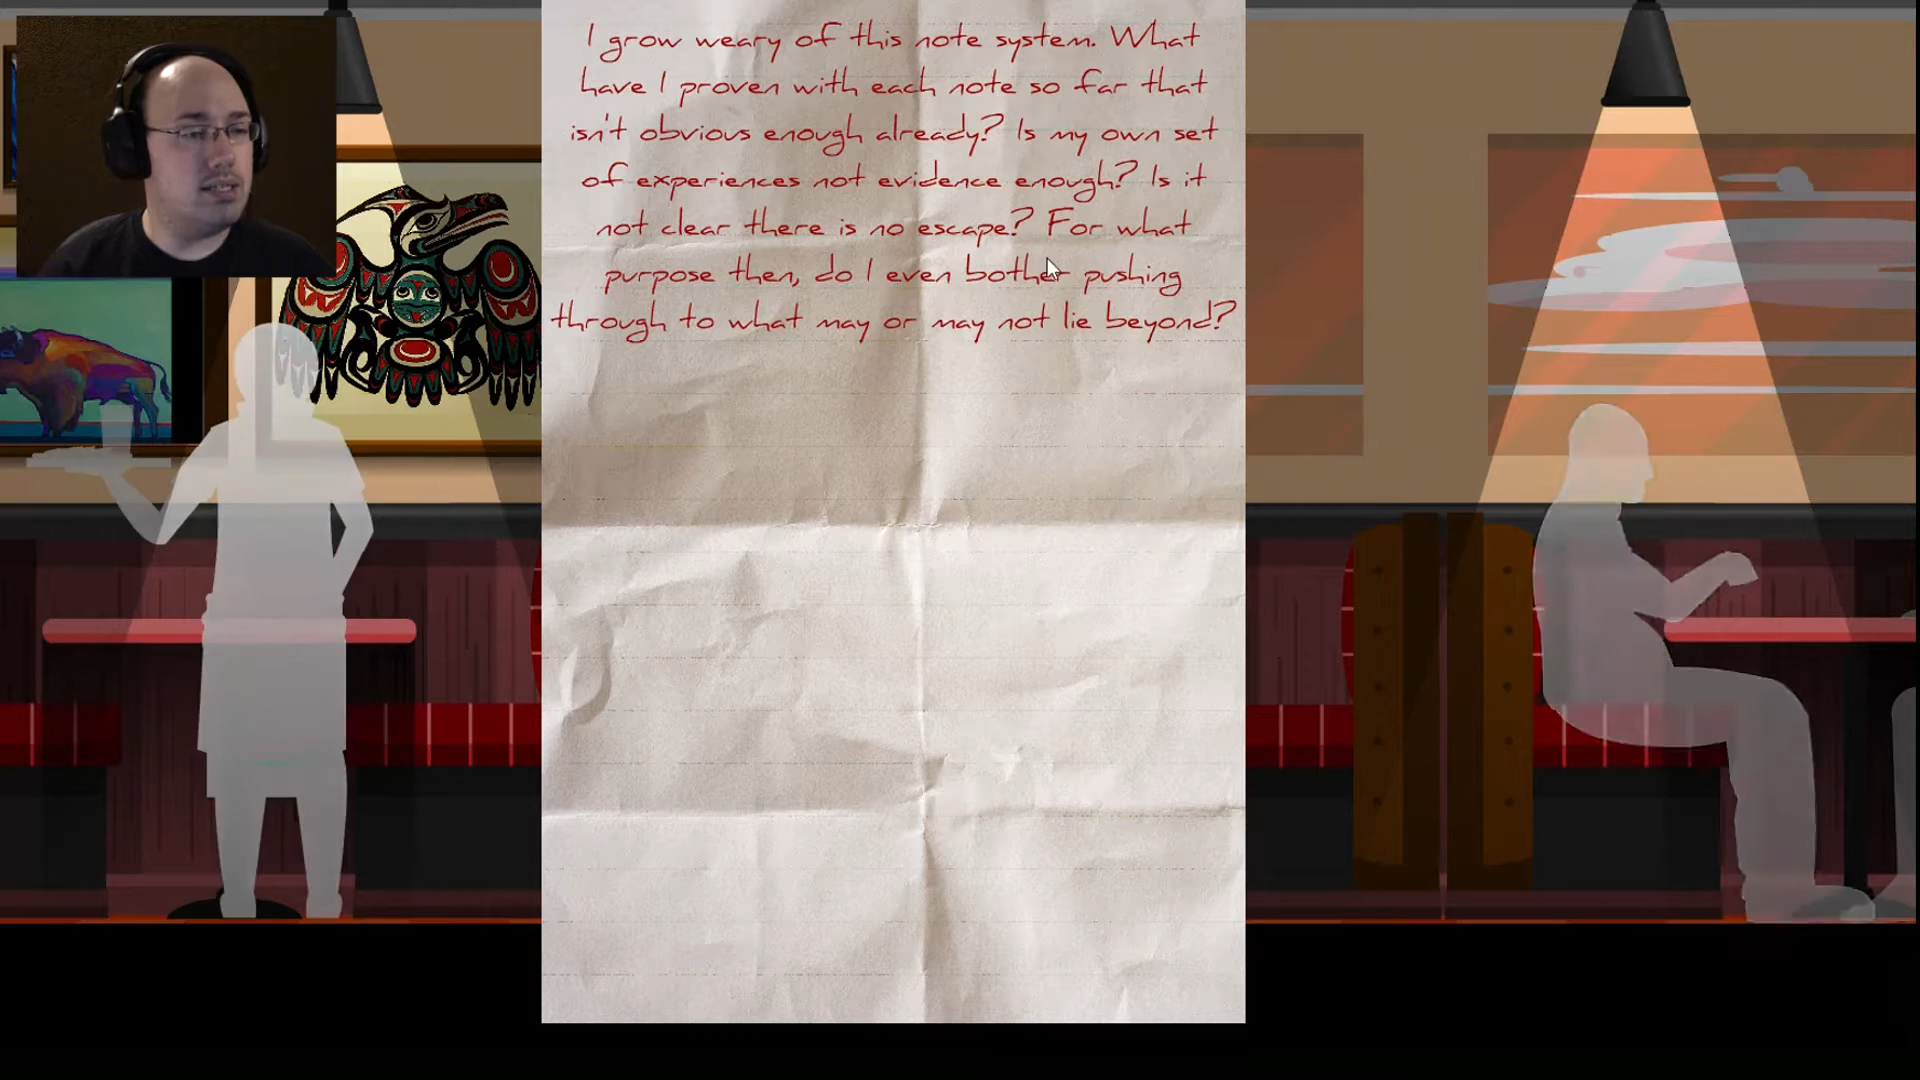 I grow weary of this note system. What
have I proven with each note so far that
isn't obvious enough already? Is my own set
of experiences not evidence enough? Is it
not clear there is no escape? For what
purpose then, do I even bother pushing
through to what may or may not lie beyond?